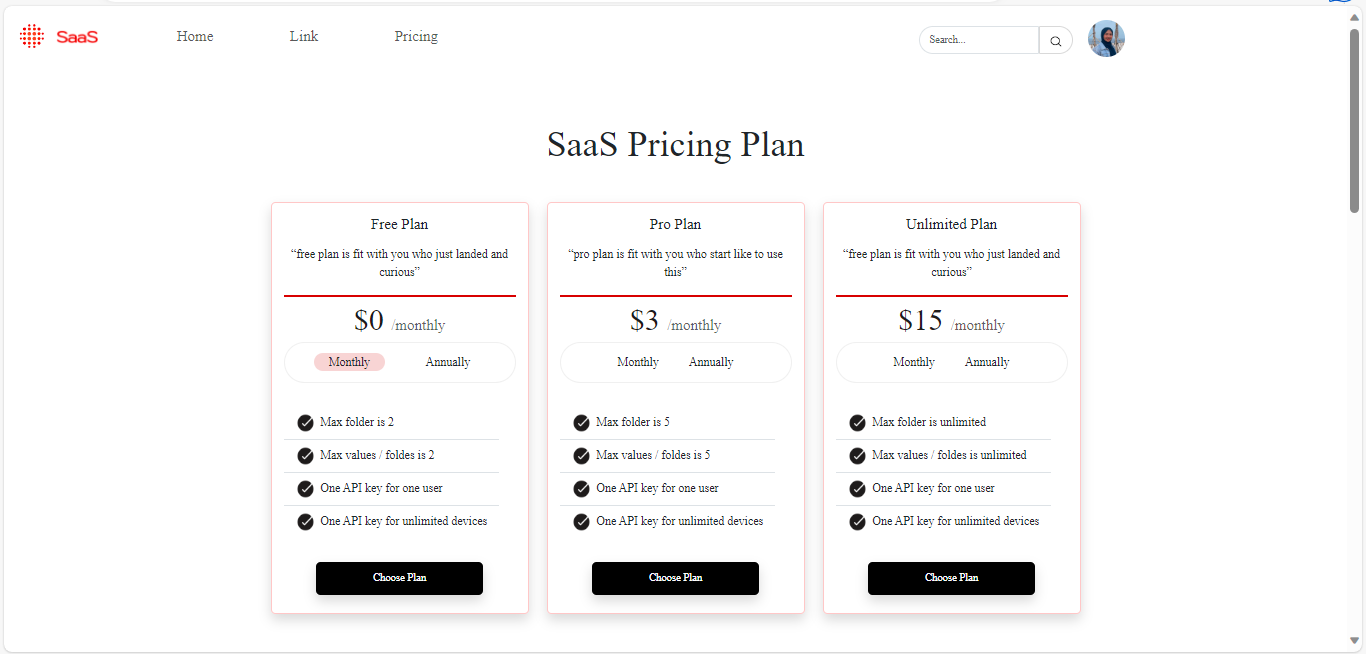 SaaS Home Link Pricing Search...
SaaS Pricing Plan
Free Plan
“free plan is fit with you who just landed and
curious”
$0 /monthly
Monthly Annually
Max folder is 2
Max values / foldes is 2
One API key for one user
One API key for unlimited devices
Choose Plan
Pro Plan
“pro plan is fit with you who start like to use
this”
$3 /monthly
Monthly Annually
Max folder is 5
Max values / foldes is 5
One API key for one user
One API key for unlimited devices
Choose Plan
Unlimited Plan
“free plan is fit with you who just landed and
curious”
$15 /monthly
Monthly Annually
Max folder is unlimited
Max values / foldes is unlimited
One API key for one user
One API key for unlimited devices
Choose Plan